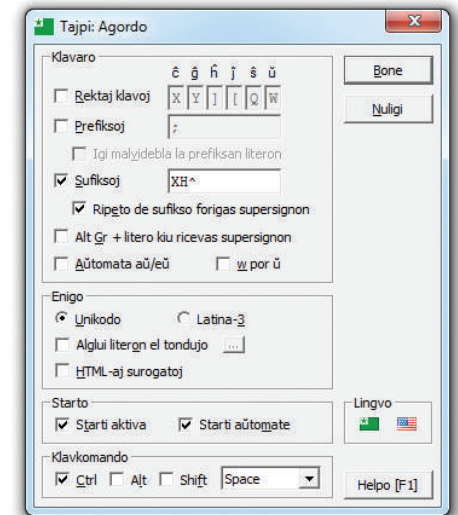 Tajpi: Agordo
Klavaro
ĉ ĝ ĥ ĵ ŝ ŭ
Rektaj klavoj X Y ] [ Q W
Prefiksoj ;
Igi malvidebla la prefiksan literon
Sufiksoj XH^
Ripeto de sufikso forigas supersignon
Alt Gr + litero kiu ricevas supersignon
Aŭtomata aŭ/eŭ w por ŭ
Enigo
Unikodo Latina-3
Alglui literon el tondujo ...
HTML-aj surogatoj
Starto
Starti aktiva Starti aŭtomate
Klavkomando
Ctrl Alt Shift Space
Bone
Nuligi
Lingvo
Helpo [F1]